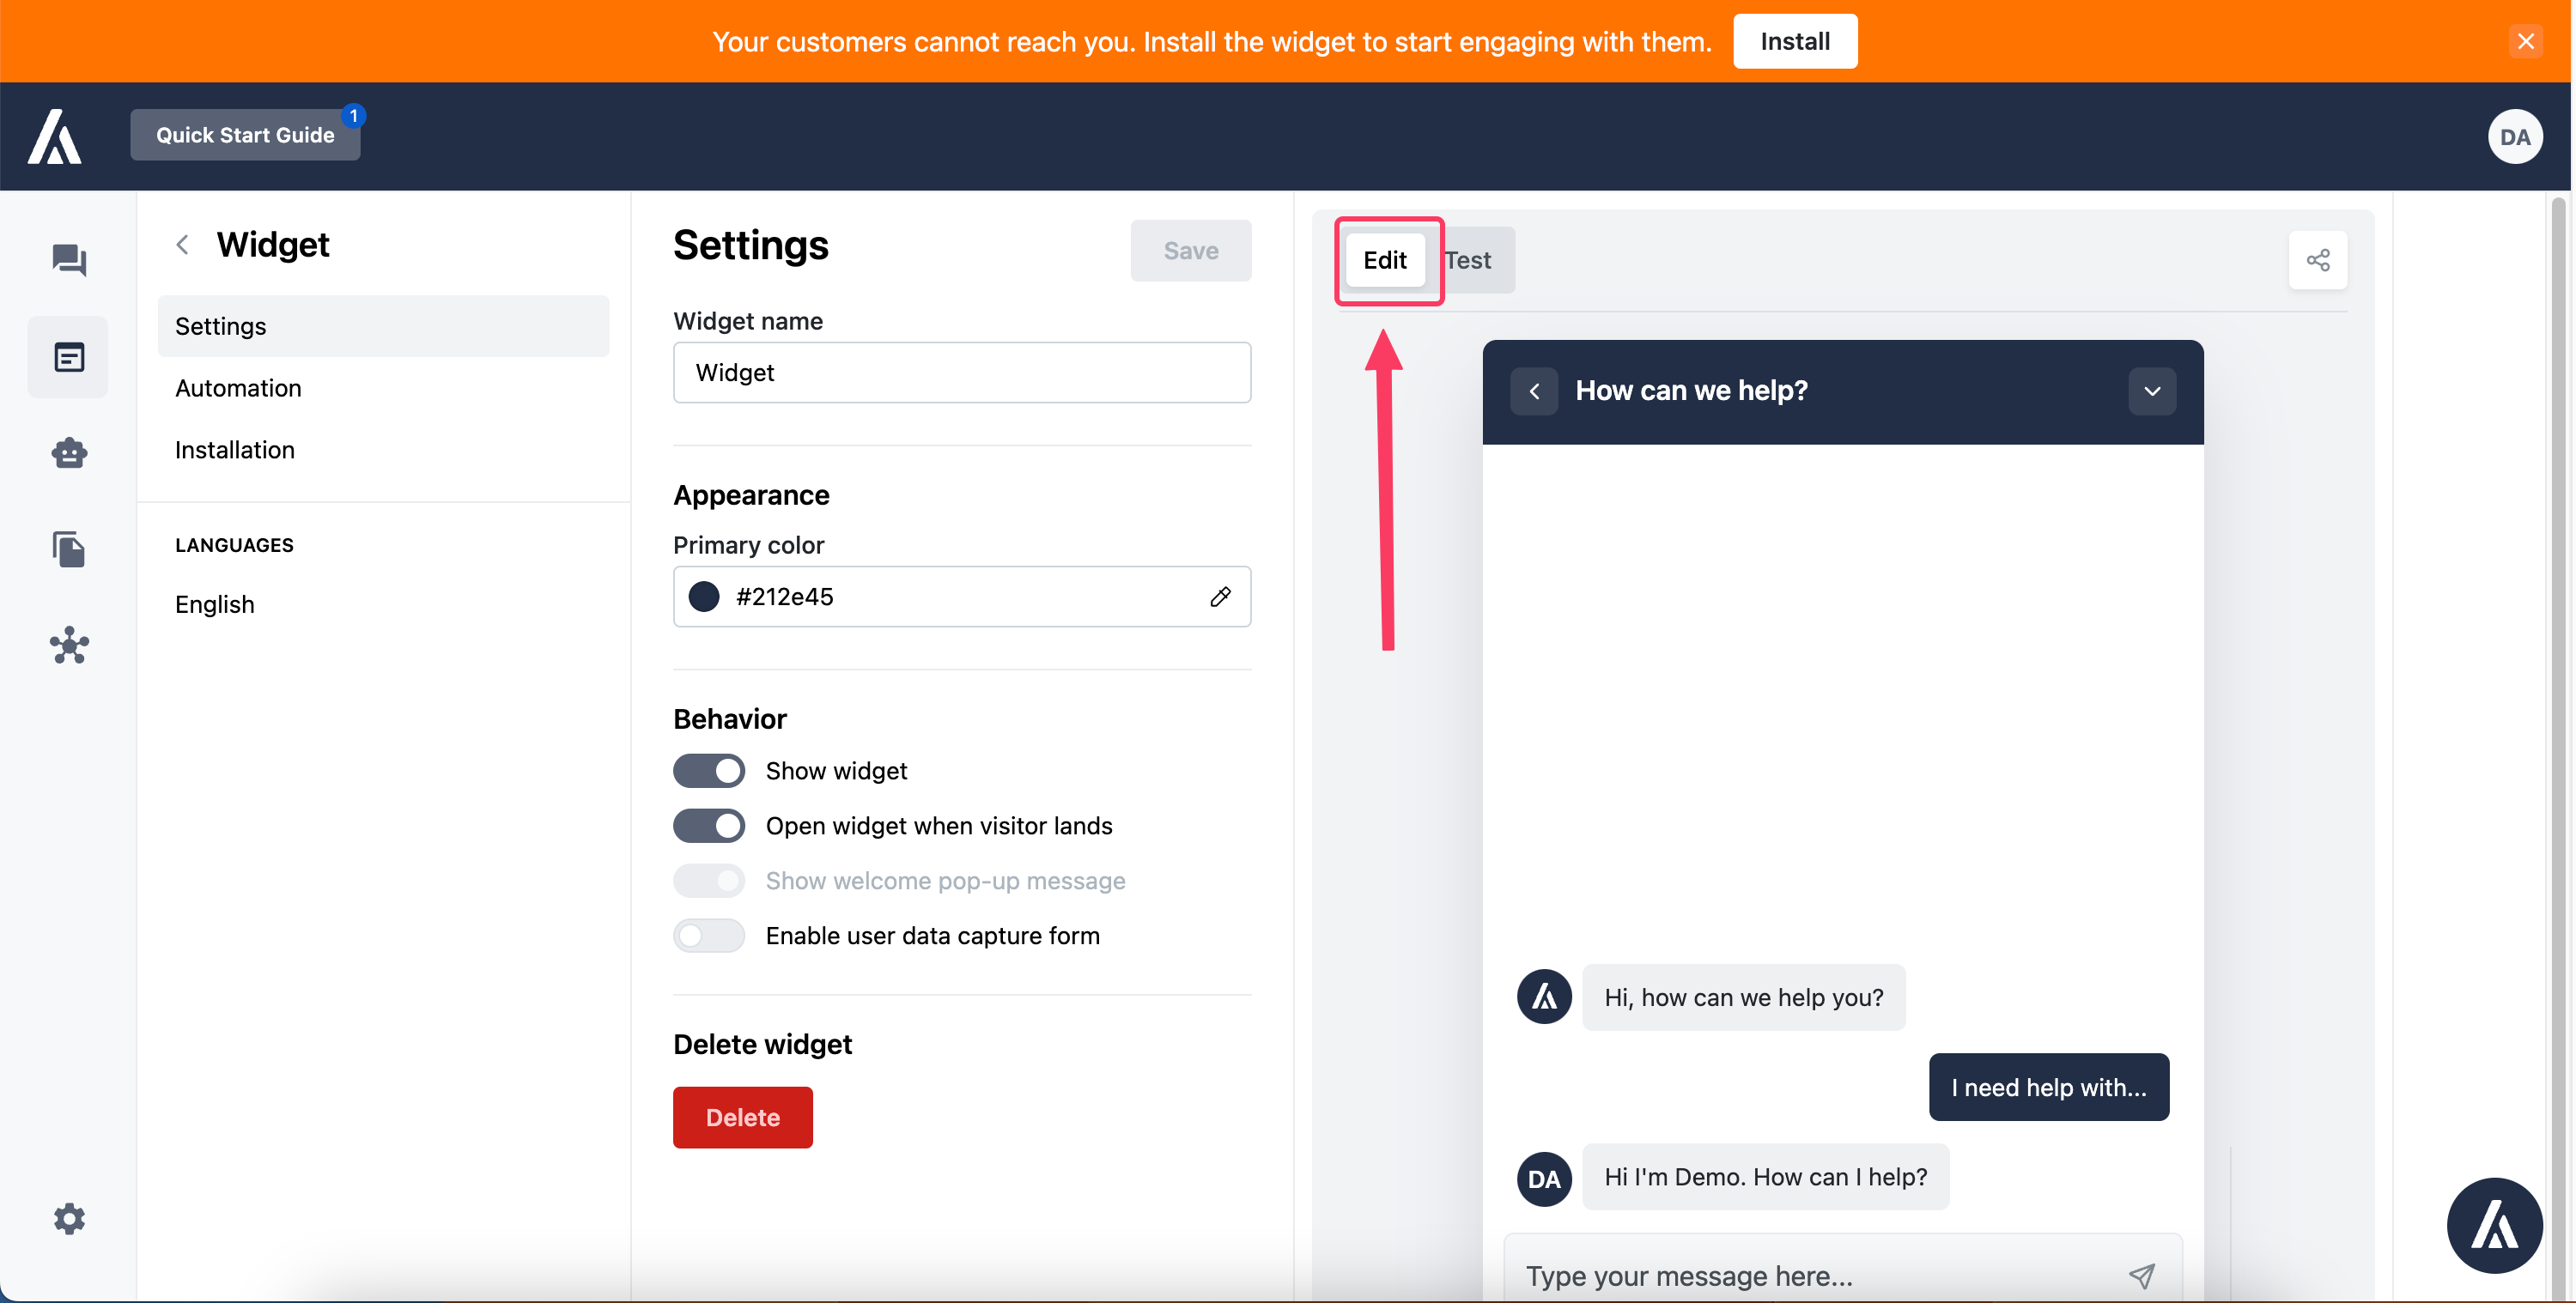 Your customers cannot reach you. Install the widget to start engaging with them. Install
Quick Start Guide 1
DA
Widget
Settings
Automation
Installation
LANGUAGES
English
Settings
Save
Widget name
Widget
Appearance
Primary color
#212e45
Behavior
Show widget
Open widget when visitor lands
Show welcome pop-up message
Enable user data capture form
Delete widget
Delete
Edit Test
How can we help?
Hi, how can we help you?
I need help with...
DA Hi I'm Demo. How can I help?
Type your message here...